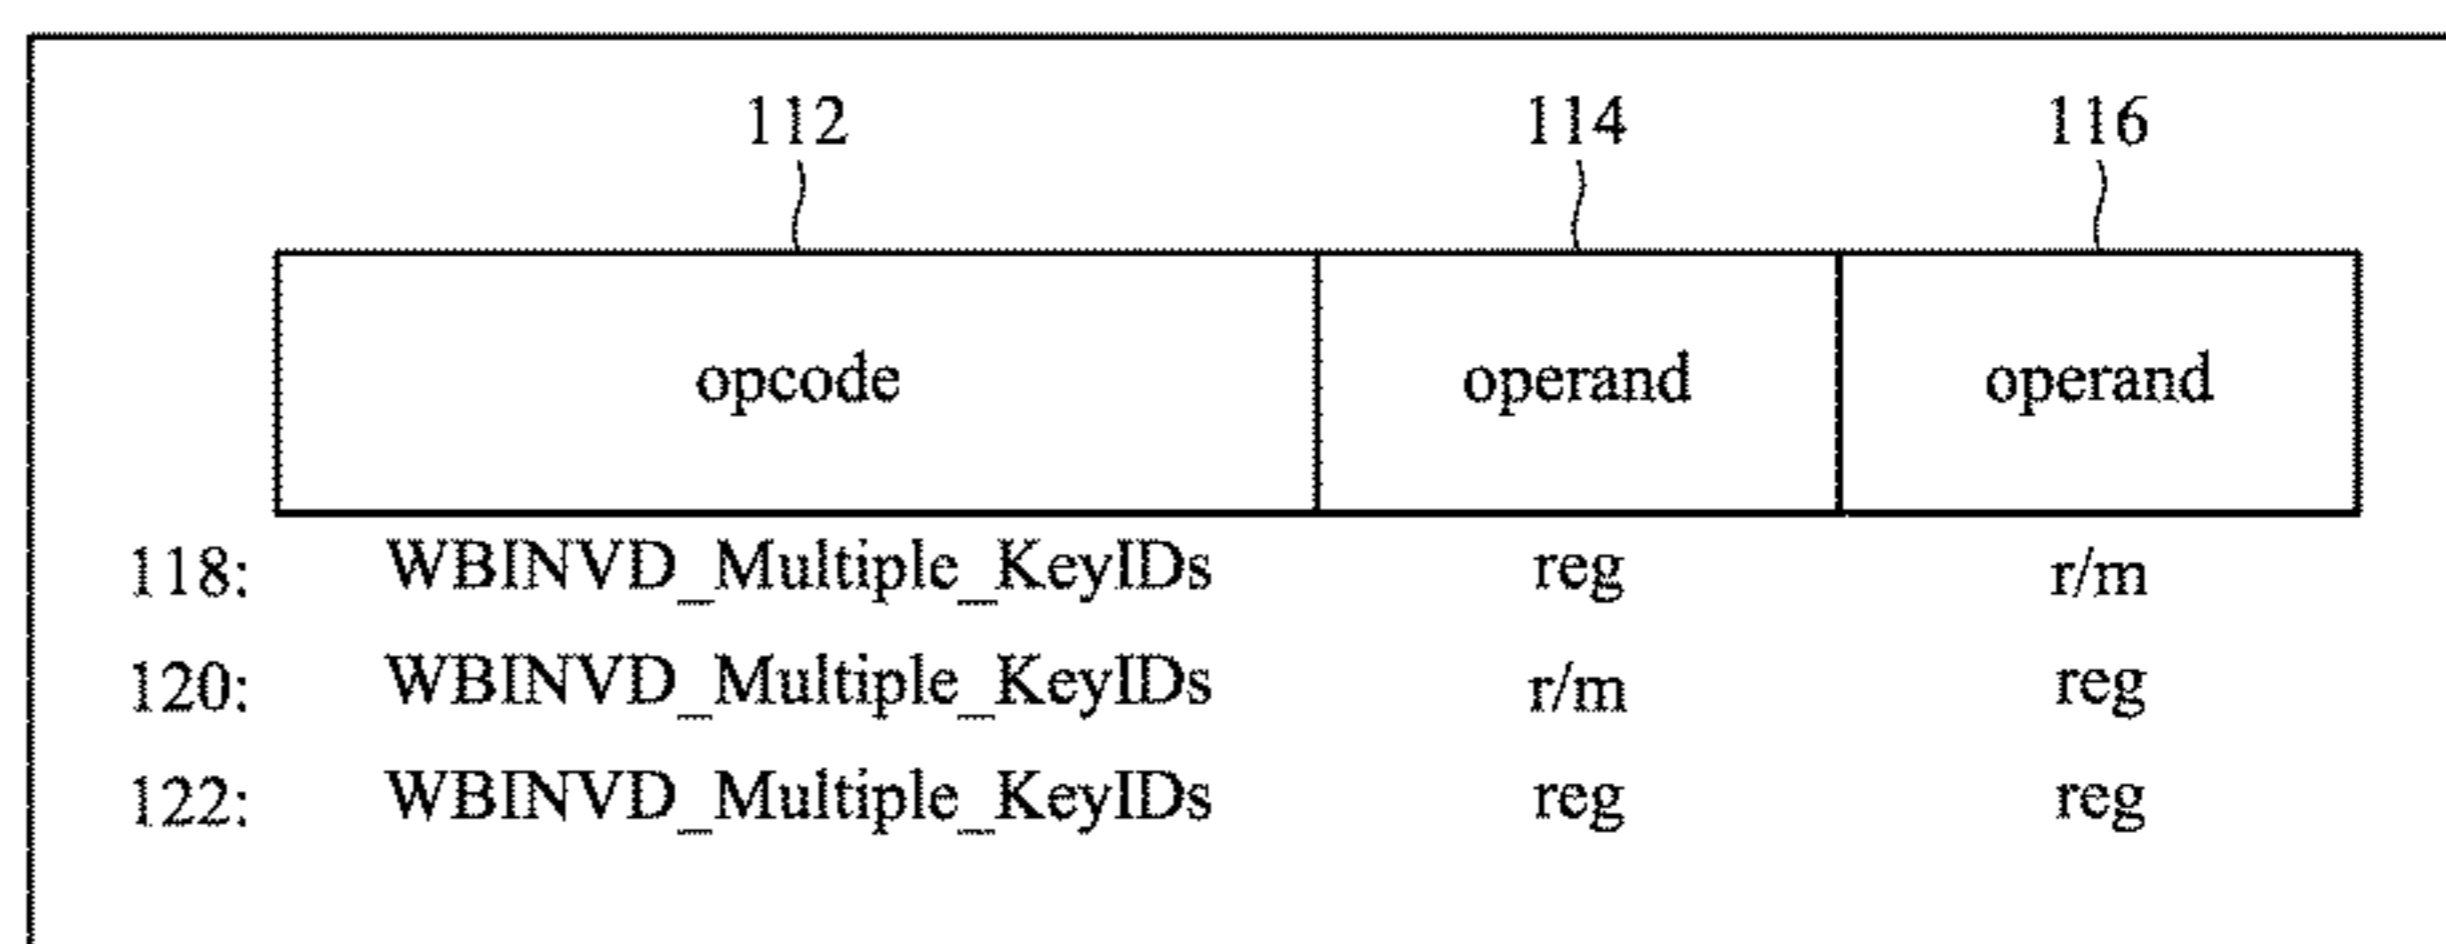 112 114 116
opcode operand operand
118: WBINVD_Multiple_KeyIDs reg r/m
120: WBINVD_Multiple_KeyIDs r/m reg
122: WBINVD_Multiple_KeyIDs reg reg